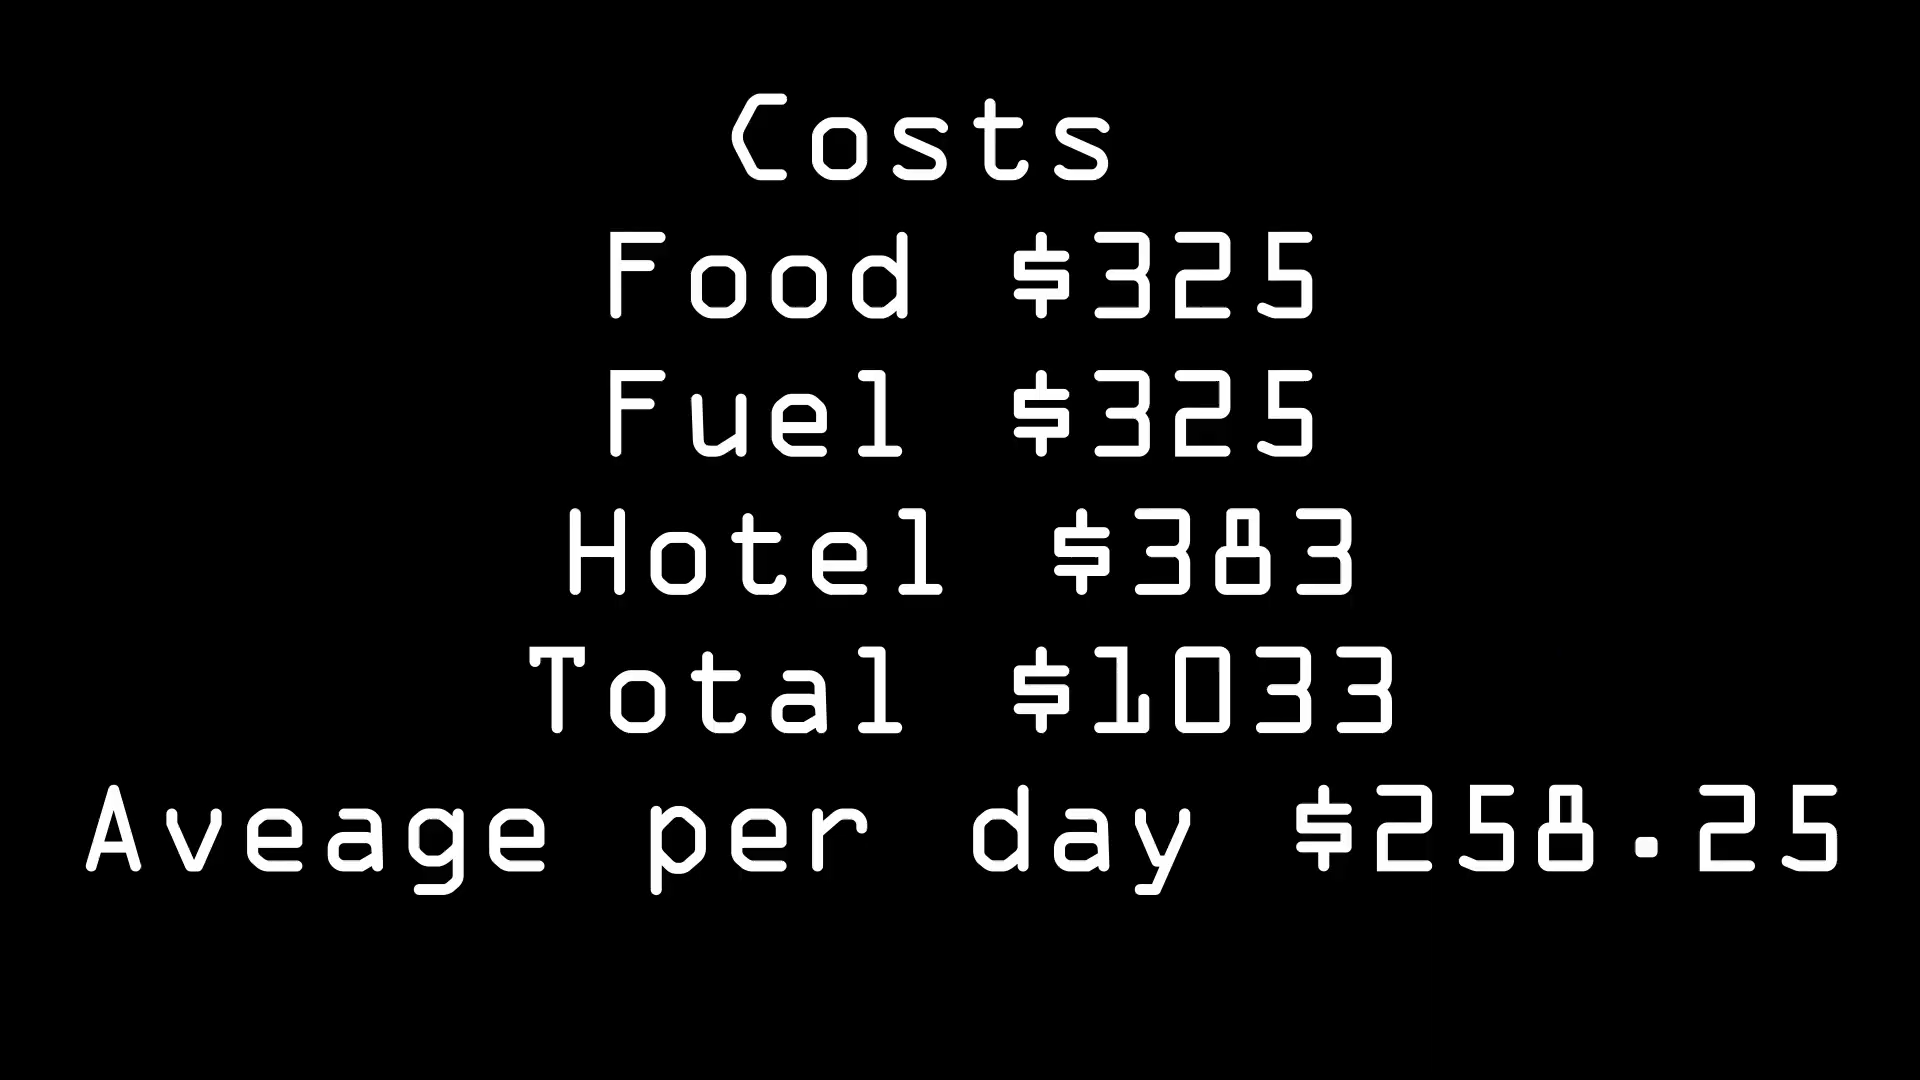 Costs
Food $325
Fuel $325
Hotel $383
Total $1033
Aveage per day $258.25